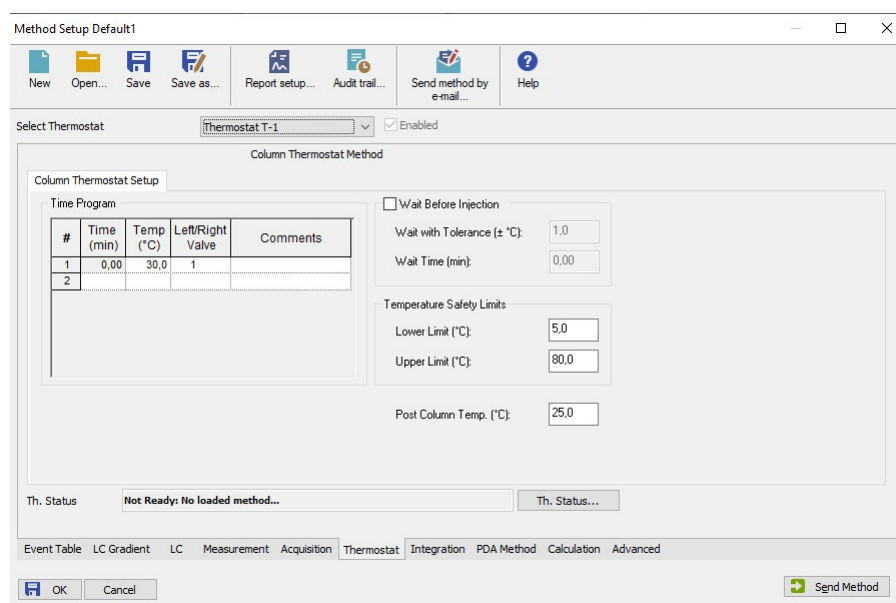 Method Setup Default1
New Open... Save Save as... Report setup... Audit trail... Send method by e-mail... Help
Select Thermostat Thermostat T-1 Enabled
Column Thermostat Method
Column Thermostat Setup
Time Program
# Time (min) Temp (°C) Left/Right Valve Comments
1 0,00 30,0 1
2
Wait Before Injection
Wait with Tolerance (± °C): 1,0
Wait Time (min): 0,00
Temperature Safety Limits
Lower Limit (°C): 5,0
Upper Limit (°C): 80,0
Post Column Temp. (°C): 25,0
Th. Status Not Ready: No loaded method... Th. Status...
Event Table LC Gradient LC Measurement Acquisition Thermostat Integration PDA Method Calculation Advanced
OK Cancel Send Method